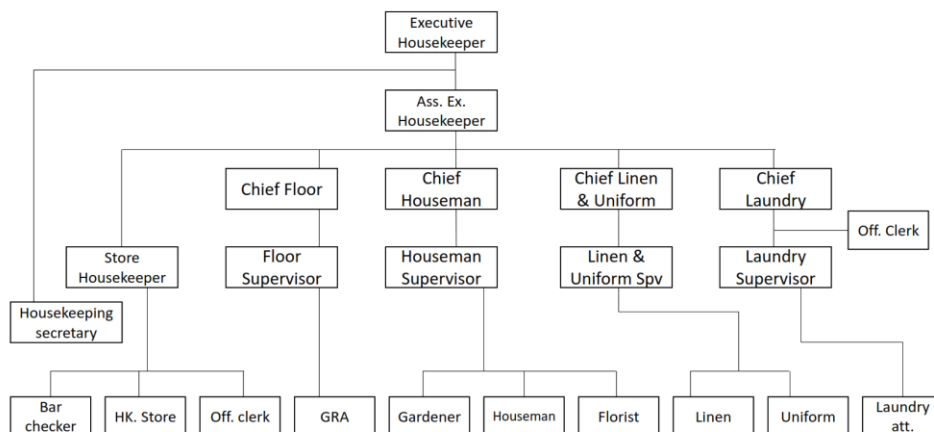 Executive
Housekeeper
Ass. Ex.
Housekeeper
Chief Floor
Chief
Houseman
Chief Linen
& Uniform
Chief
Laundry
Off. Clerk
Store
Housekeeper
Floor
Supervisor
Houseman
Supervisor
Linen &
Uniform Spv
Laundry
Supervisor
Housekeeping
secretary
Bar
checker
HK. Store
Off. clerk
GRA
Gardener
Houseman
Florist
Linen
Uniform
Laundry
att.